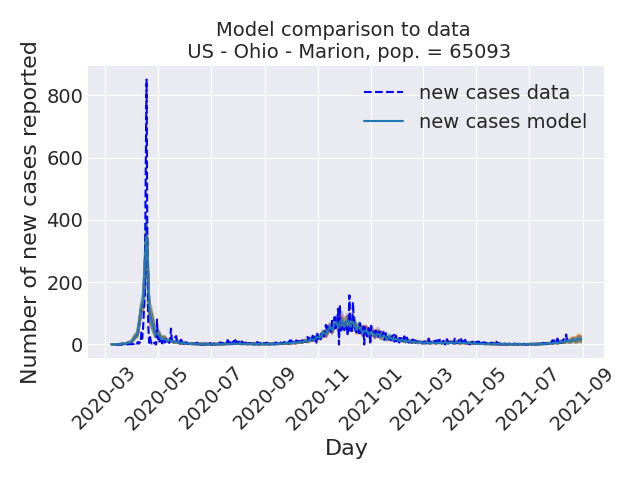 Model comparison to data
US - Ohio - Marion, pop. = 65093
Number of new cases reported
800
600
400
200
0
new cases data
new cases model
2020-03
2020-05
2020-07
2020-09
2020-11
2021-01
2021-03
2021-05
2021-07
2021-09
Day